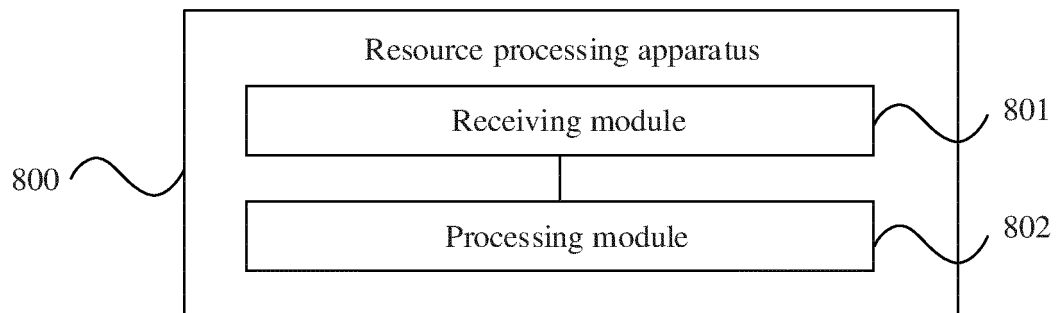 Resource processing apparatus
Receiving module
801
800
Processing module
802